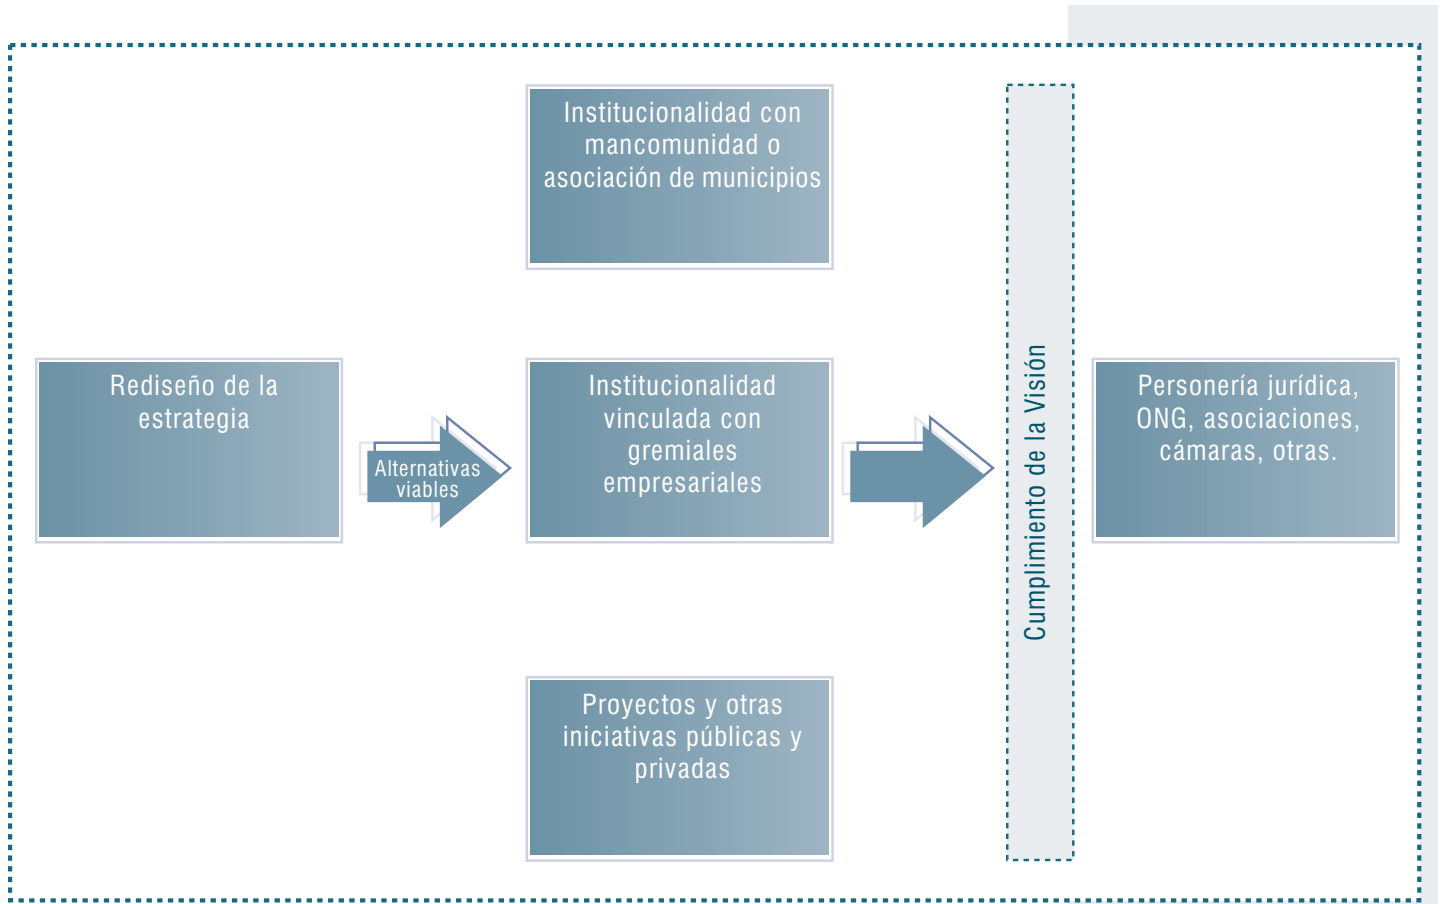 Institucionalidad con
mancomunidad o
asociación de municipios
Rediseño de la
estrategia
Alternativas
viables
Institucionalidad
vinculada con
gremiales
empresariales
Cumplimiento de la Visión
Personería jurídica,
ONG, asociaciones,
cámaras, otras.
Proyectos y otras
iniciativas públicas y
privadas